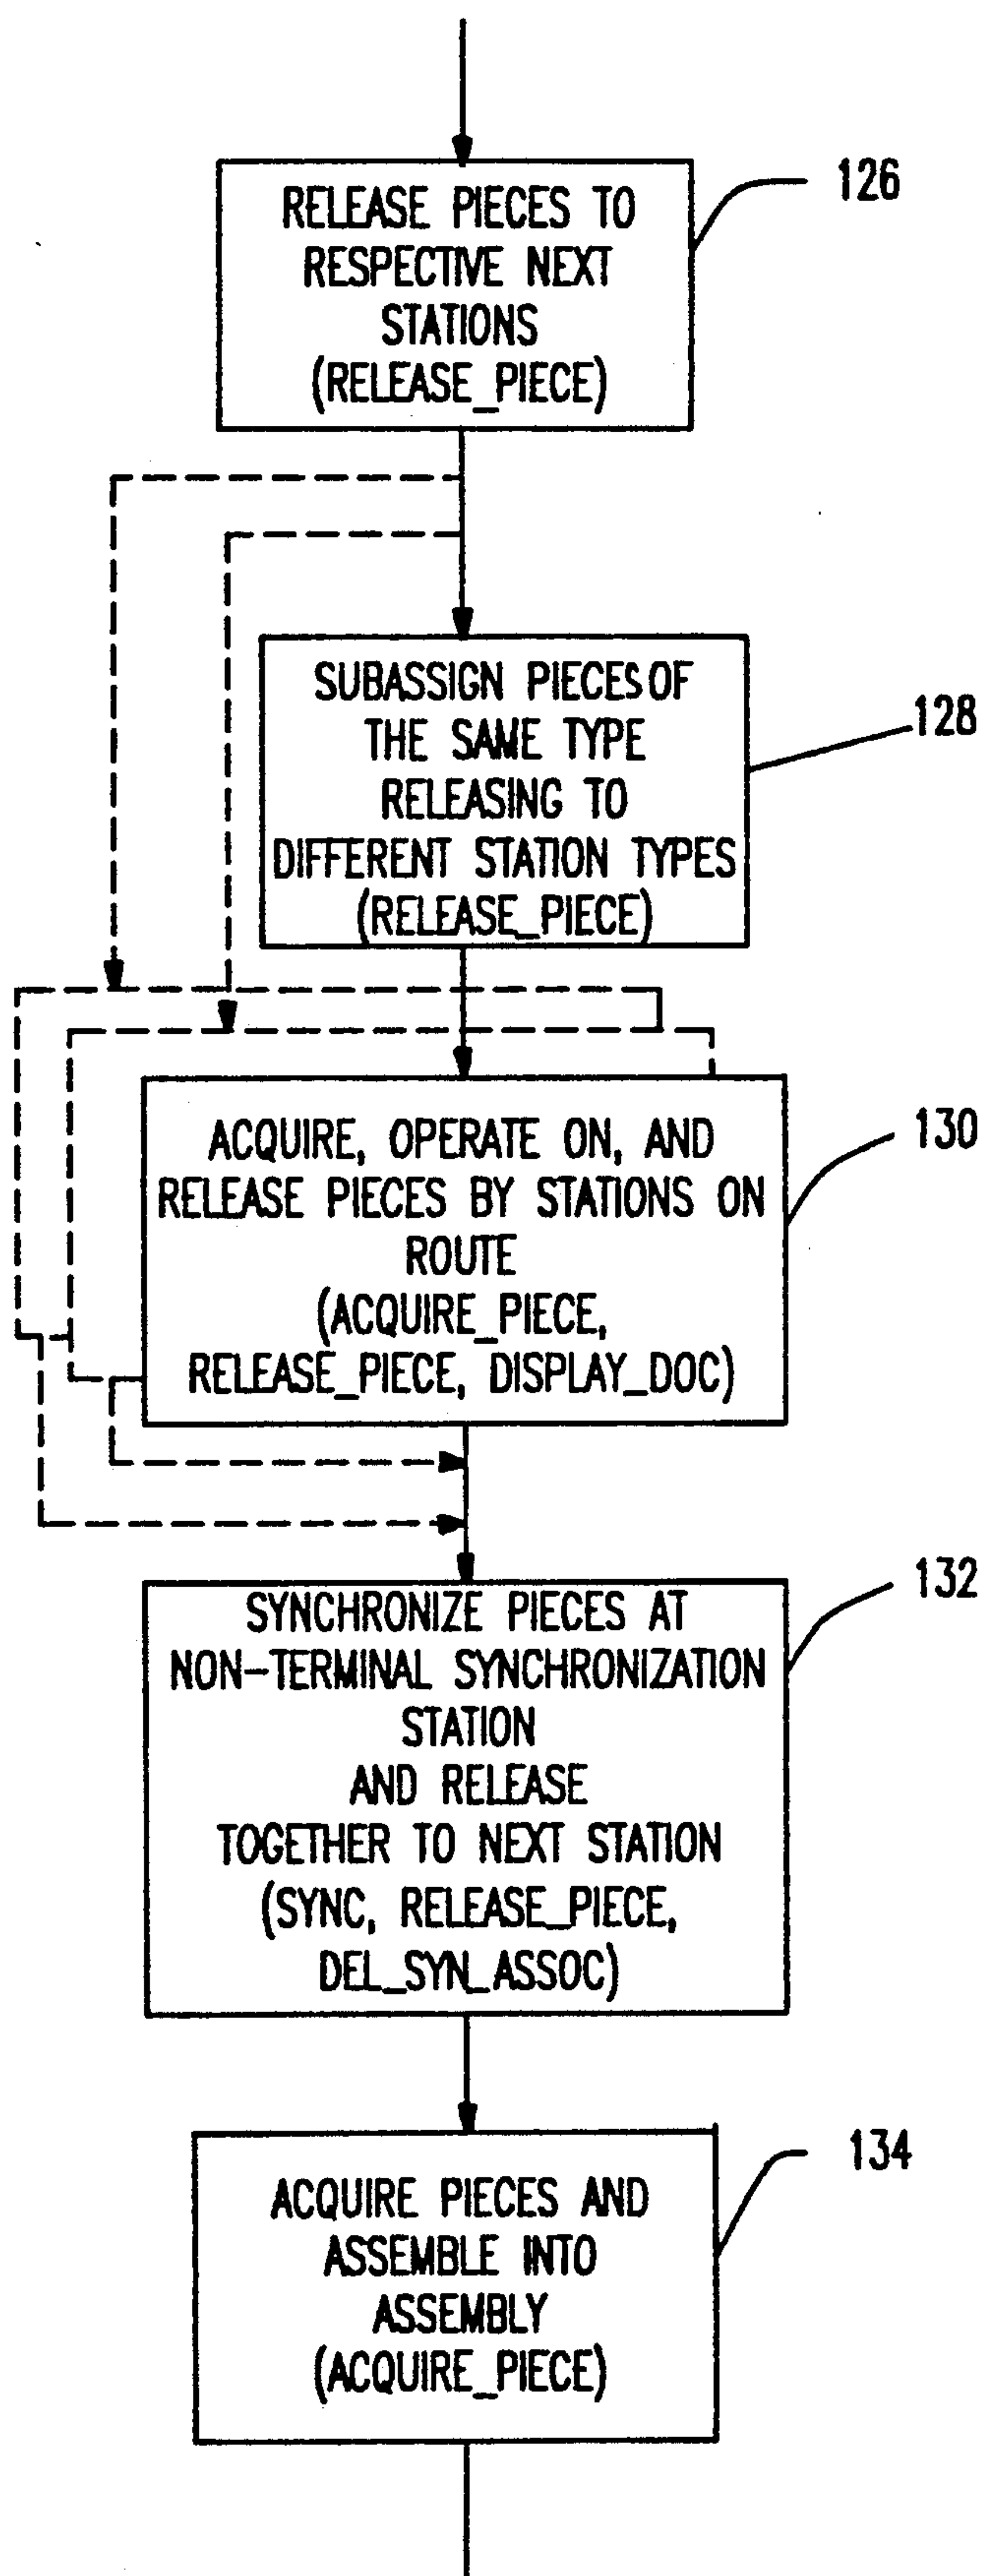 126
RELEASE PIECES TO
RESPECTIVE NEXT
STATIONS
(RELEASE_PIECE)
128
SUBASSIGN PIECES OF
THE SAME TYPE
RELEASING TO
DIFFERENT STATION TYPES
(RELEASE_PIECE)
130
ACQUIRE, OPERATE ON, AND
RELEASE PIECES BY STATIONS ON
ROUTE
(ACQUIRE_PIECE,
RELEASE_PIECE, DISPLAY_DOC)
132
SYNCHRONIZE PIECES AT
NON-TERMINAL SYNCHRONIZATION
STATION
AND RELEASE
TOGETHER TO NEXT STATION
(SYNC, RELEASE_PIECE,
DEL_SYN_ASSOC)
134
ACQUIRE PIECES AND
ASSEMBLE INTO
ASSEMBLY
(ACQUIRE_PIECE)